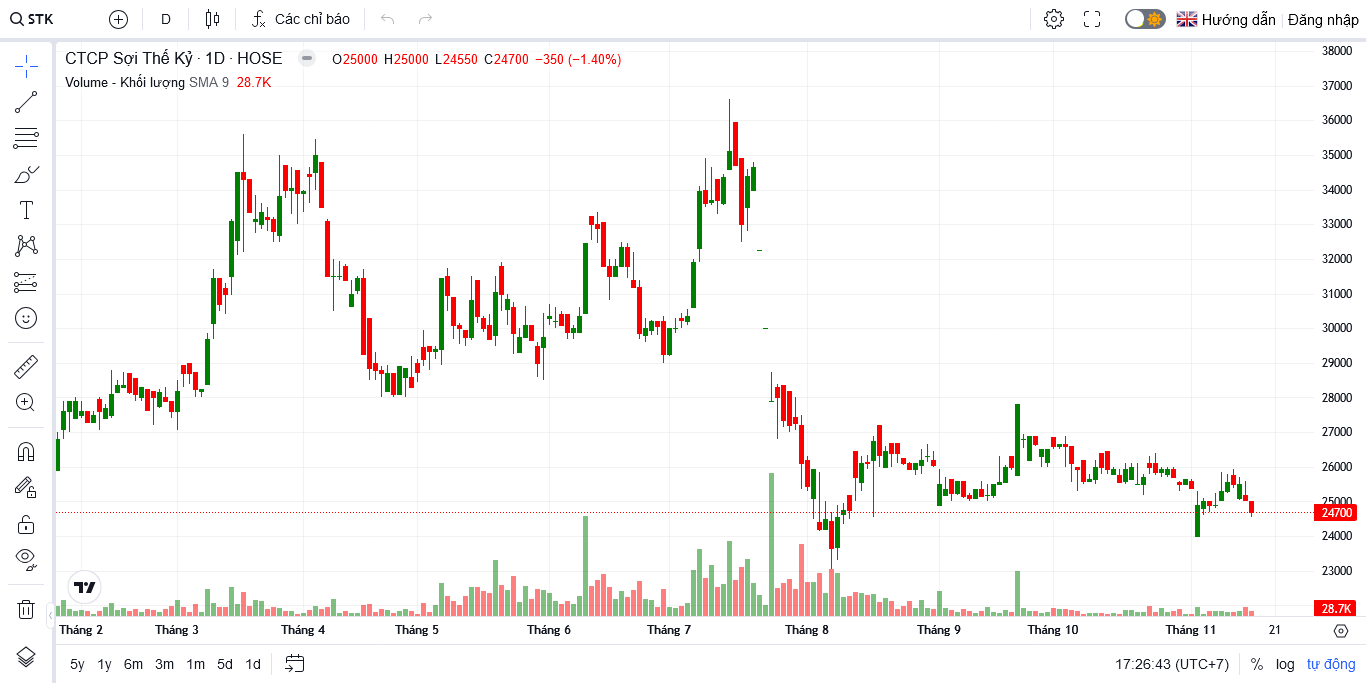 STK D Các chỉ báo Hướng dẫn Đăng nhập
CTCP Sợi Thế Kỷ · 1D · HOSE O25000 H25000 L24550 C24700 −350 (−1.40%)
Volume - Khối lượng SMA 9 28.7K
38000
37000
36000
35000
34000
33000
32000
31000
30000
29000
28000
27000
26000
25000
24700
24000
23000
28.7K
Tháng 2 Tháng 3 Tháng 4 Tháng 5 Tháng 6 Tháng 7 Tháng 8 Tháng 9 Tháng 10 Tháng 11 21
5y 1y 6m 3m 1m 5d 1d 17:26:43 (UTC+7) % log tự động